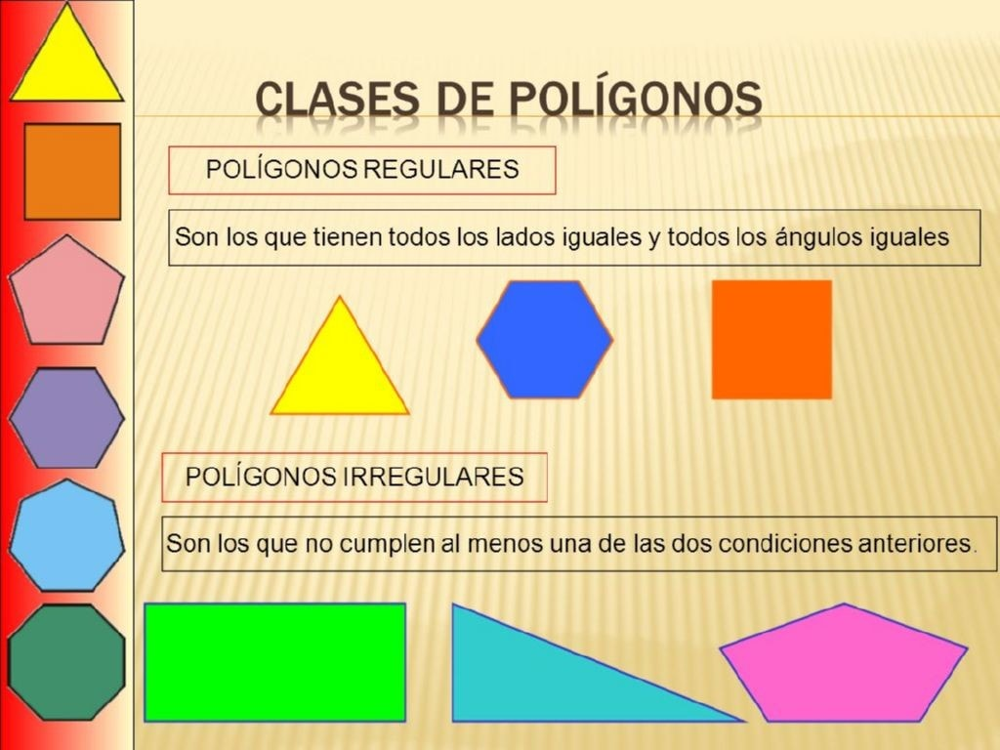 CLASES DE POLÍGONOS
POLÍGONOS REGULARES
Son los que tienen todos los lados iguales y todos los ángulos iguales
POLÍGONOS IRREGULARES
Son los que no cumplen al menos una de las dos condiciones anteriores.